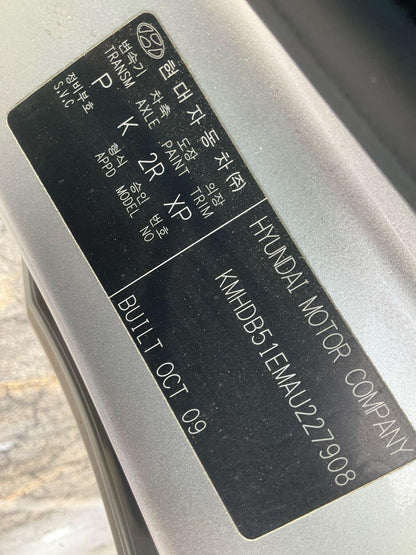 현대자동차(주) HYUNDAI MOTOR COMPANY
변속기 차축 도장 의장
TRANSM AXLE PAINT TRIM
P K 2R XP
KMHDB51EMAU227908
정비부호 형식 승인 번호
S.V.C APPD MODEL NO
BUILT OCT 09